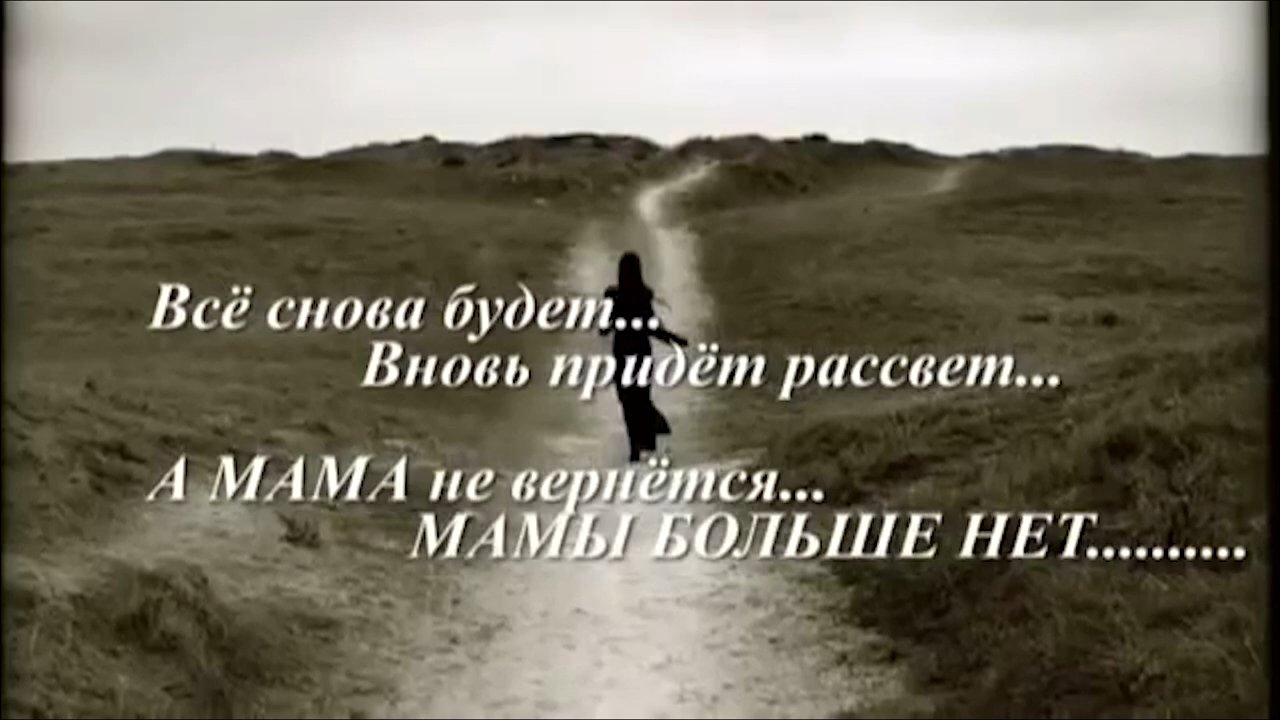 Всё снова будет...
Вновь придёт рассвет...
А МАМА не вернётся...
МАМЫ БОЛЬШЕ НЕТ..........